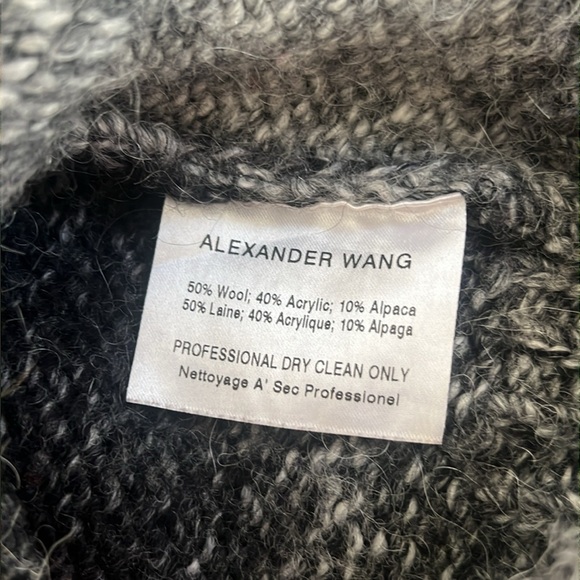 ALEXANDER WANG
50% Wool; 40% Acrylic; 10% Alpaca
50% Laine; 40% Acrylique; 10% Alpaga
PROFESSIONAL DRY CLEAN ONLY
Nettoyage A' Sec Professionel